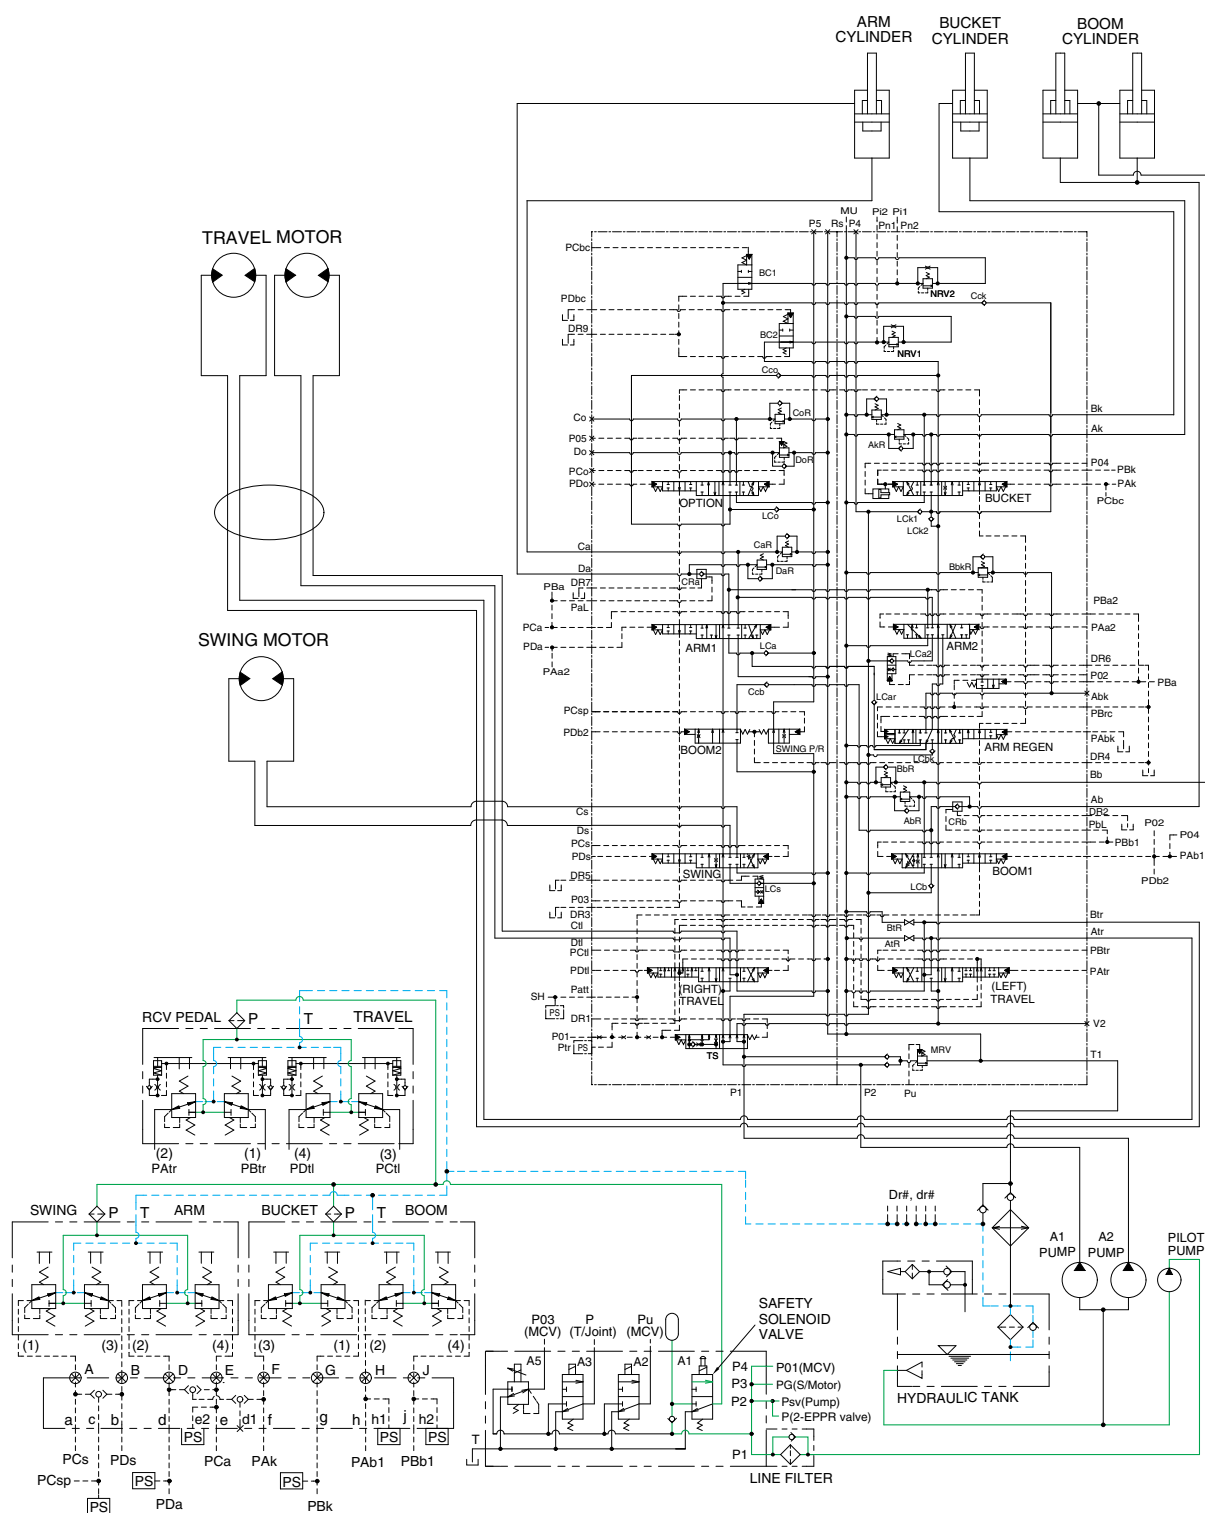 ARM
CYLINDER
BUCKET
CYLINDER
BOOM
CYLINDER
TRAVEL MOTOR
SWING MOTOR
P5
Rs
MU
P4
Pi2
Pi1
Pn1
Pn2
PCbc
BC1
NRV2
Cck
PDbc
DR9
BC2
NRV1
Cco
Co
CoR
Bk
P05
Do
DoR
AkR
Ak
PCo
PDo
OPTION
LCo
BUCKET
LCk1
LCk2
P04
PBk
PAk
PCbc
Ca
CaR
Da
DaR
CRa
BbkR
PBa
DR7
PaL
PCa
PDa
PAa2
ARM1
LCa
ARM2
LCa2
PBa2
PAa2
DR6
P02
PBa
Abk
Ccb
LCar
PCsp
PDb2
BOOM2
SWING P/R
PBrc
ARM REGEN
PAbk
LCbk
DR4
BbR
Bb
AbR
CRb
Ab
DR2
PbL
P02
P04
PBb1
PAb1
PDb2
Cs
Ds
PCs
PDs
SWING
LCs
BOOM1
LCb
DR5
P03
DR3
Ctl
Dtl
PCtl
PDtl
(RIGHT)
TRAVEL
BtR
AtR
Btr
Atr
PBtr
PAtr
(LEFT)
TRAVEL
Patt
SH
PS
DR1
P01
Ptr
PS
TS
V2
MRV
T1
P1
P2
Pu
RCV PEDAL
P
T
TRAVEL
(2)
PAtr
(1)
PBtr
(4)
PDtl
(3)
PCtl
SWING
P
T
ARM
BUCKET
P
T
BOOM
(1)
(3)
(2)
(4)
(3)
(1)
(2)
(4)
A
B
D
E
F
G
H
J
a
c
b
d
e2
e
d1
f
g
h
h1
j
h2
PS
PS
PS
PCs
PDs
PCa
PAk
PAb1
PBb1
PCsp
PS
PS
PDa
PS
PBk
Dr#, dr#
A1
PUMP
A2
PUMP
PILOT
PUMP
HYDRAULIC TANK
P03
(MCV)
P
(T/Joint)
Pu
(MCV)
SAFETY
SOLENOID
VALVE
A5
A3
A2
A1
P4
P01(MCV)
P3
PG(S/Motor)
P2
Psv(Pump)
P(2-EPPR valve)
T
P1
LINE FILTER